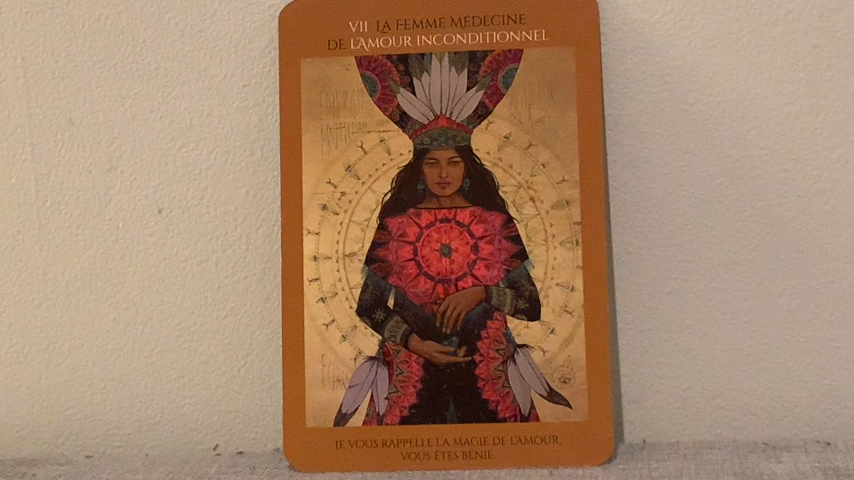 VII LA FEMME MÉDECINE
DE L'AMOUR INCONDITIONNEL
JE VOUS RAPPELLE LA MAGIE DE L'AMOUR.
VOUS ÊTES BÉNIE.